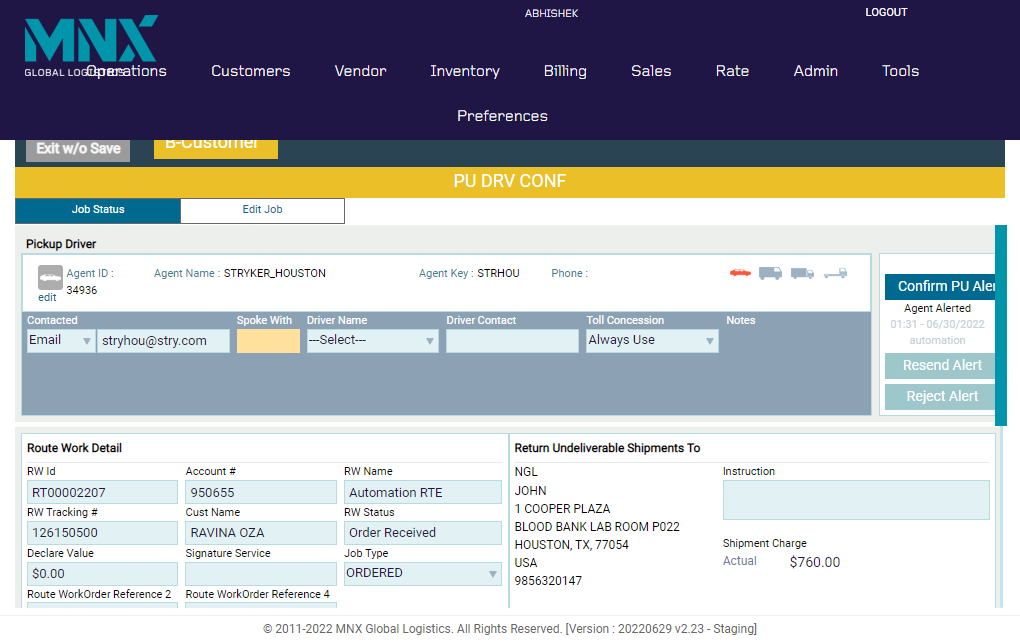 ABHISHEK LOGOUT
MNX
GLOBAL LOGISTICS
Operations Customers Vendor Inventory Billing Sales Rate Admin Tools
Preferences
Exit w/o Save B-Customer
PU DRV CONF
Job Status Edit Job
Pickup Driver
Agent ID : Agent Name : STRYKER_HOUSTON Agent Key : STRHOU Phone :
34936
edit
Confirm PU Aler
Agent Alerted
01:31 - 06/30/2022
automation
Resend Alert
Reject Alert
Contacted Spoke With Driver Name Driver Contact Toll Concession Notes
Email stryhou@stry.com ---Select--- Always Use
Route Work Detail
RW Id Account # RW Name
RT00002207 950655 Automation RTE
RW Tracking # Cust Name RW Status
126150500 RAVINA OZA Order Received
Declare Value Signature Service Job Type
$0.00 ORDERED
Route WorkOrder Reference 2 Route WorkOrder Reference 4
Return Undeliverable Shipments To
NGL
JOHN
1 COOPER PLAZA
BLOOD BANK LAB ROOM P022
HOUSTON, TX, 77054
USA
9856320147
Instruction
Shipment Charge
Actual $760.00
© 2011-2022 MNX Global Logistics. All Rights Reserved. [Version : 20220629 v2.23 - Staging]